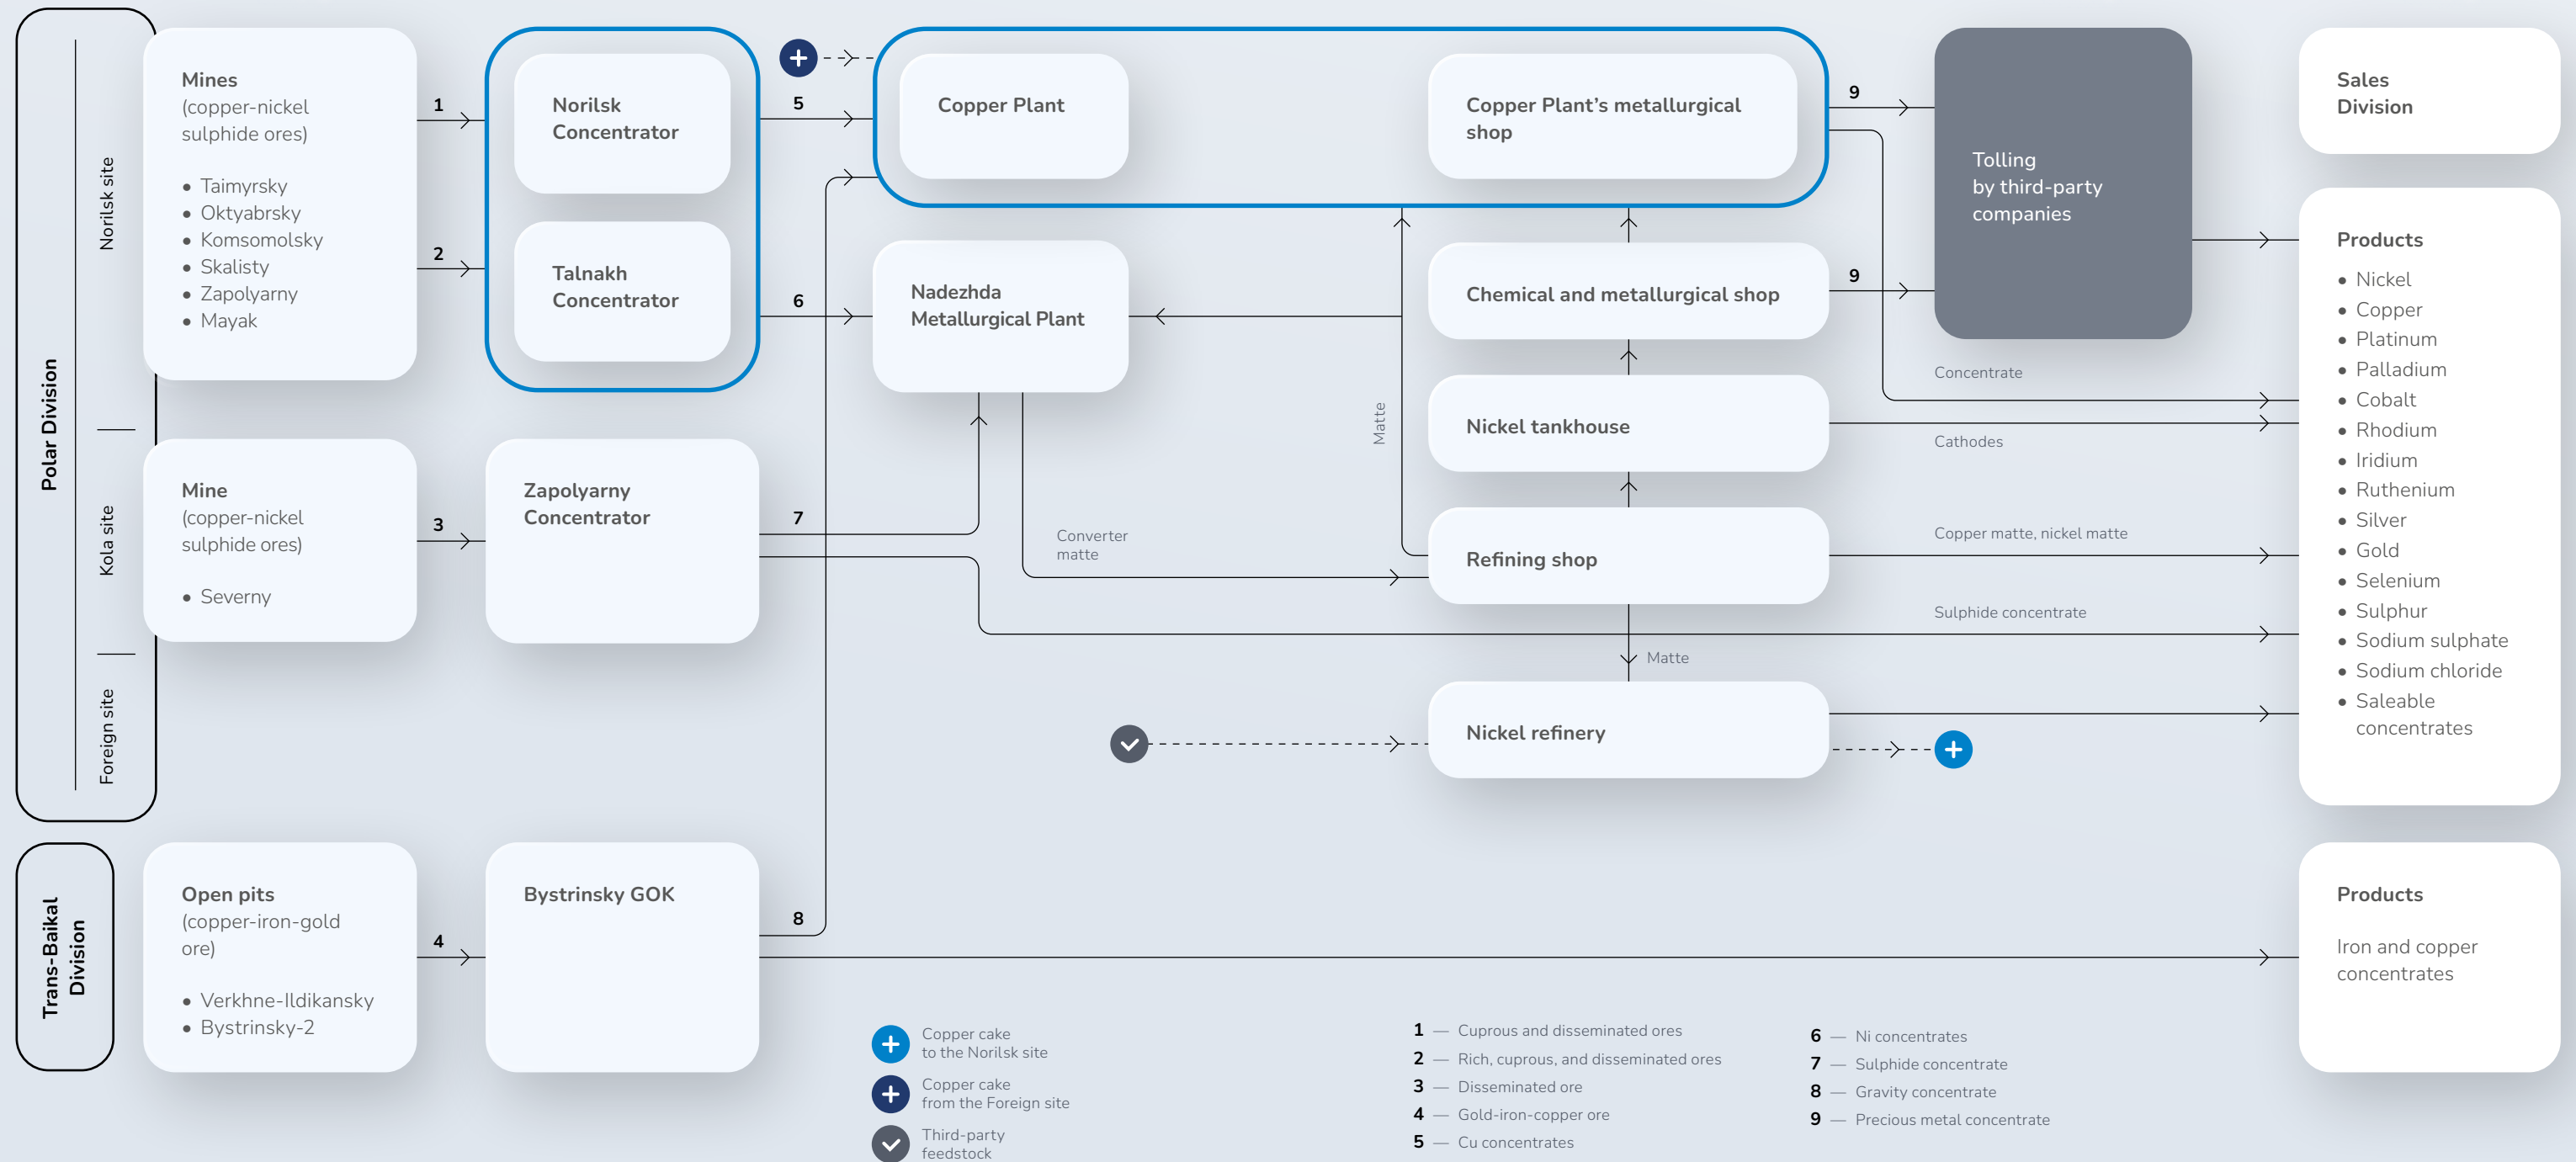 Polar Division
Norilsk site
Kola site
Foreign site
Mines
(copper-nickel
sulphide ores)
• Taimyrsky
• Oktyabrsky
• Komsomolsky
• Skalisty
• Zapolyarny
• Mayak
1
2
Norilsk
Concentrator
Talnakh
Concentrator
5
6
Copper Plant
Copper Plant’s metallurgical
shop
Nadezhda
Metallurgical Plant
Chemical and metallurgical shop
Nickel tankhouse
Refining shop
Nickel refinery
Matte
Converter
matte
Matte
9
9
Tolling
by third-party
companies
Concentrate
Cathodes
Copper matte, nickel matte
Sulphide concentrate
Sales
Division
Products
• Nickel
• Copper
• Platinum
• Palladium
• Cobalt
• Rhodium
• Iridium
• Ruthenium
• Silver
• Gold
• Selenium
• Sulphur
• Sodium sulphate
• Sodium chloride
• Saleable
concentrates
Mine
(copper-nickel
sulphide ores)
• Severny
3
Zapolyarny
Concentrator
7
Trans-Baikal
Division
Open pits
(copper-iron-gold
ore)
• Verkhne-Ildikansky
• Bystrinsky-2
4
Bystrinsky GOK
8
Products
Iron and copper
concentrates
Copper cake
to the Norilsk site
Copper cake
from the Foreign site
Third-party
feedstock
1 — Cuprous and disseminated ores
2 — Rich, cuprous, and disseminated ores
3 — Disseminated ore
4 — Gold-iron-copper ore
5 — Cu concentrates
6 — Ni concentrates
7 — Sulphide concentrate
8 — Gravity concentrate
9 — Precious metal concentrate